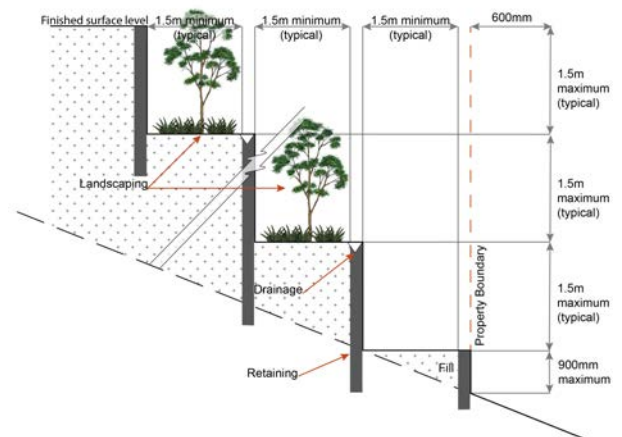 Finished surface level
1.5m minimum
(typical)
1.5m minimum
(typical)
1.5m minimum
(typical)
600mm
1.5m
maximum
(typical)
Landscaping
1.5m
maximum
(typical)
Drainage
Property Boundary
1.5m
maximum
(typical)
Retaining
Fill
900mm
maximum